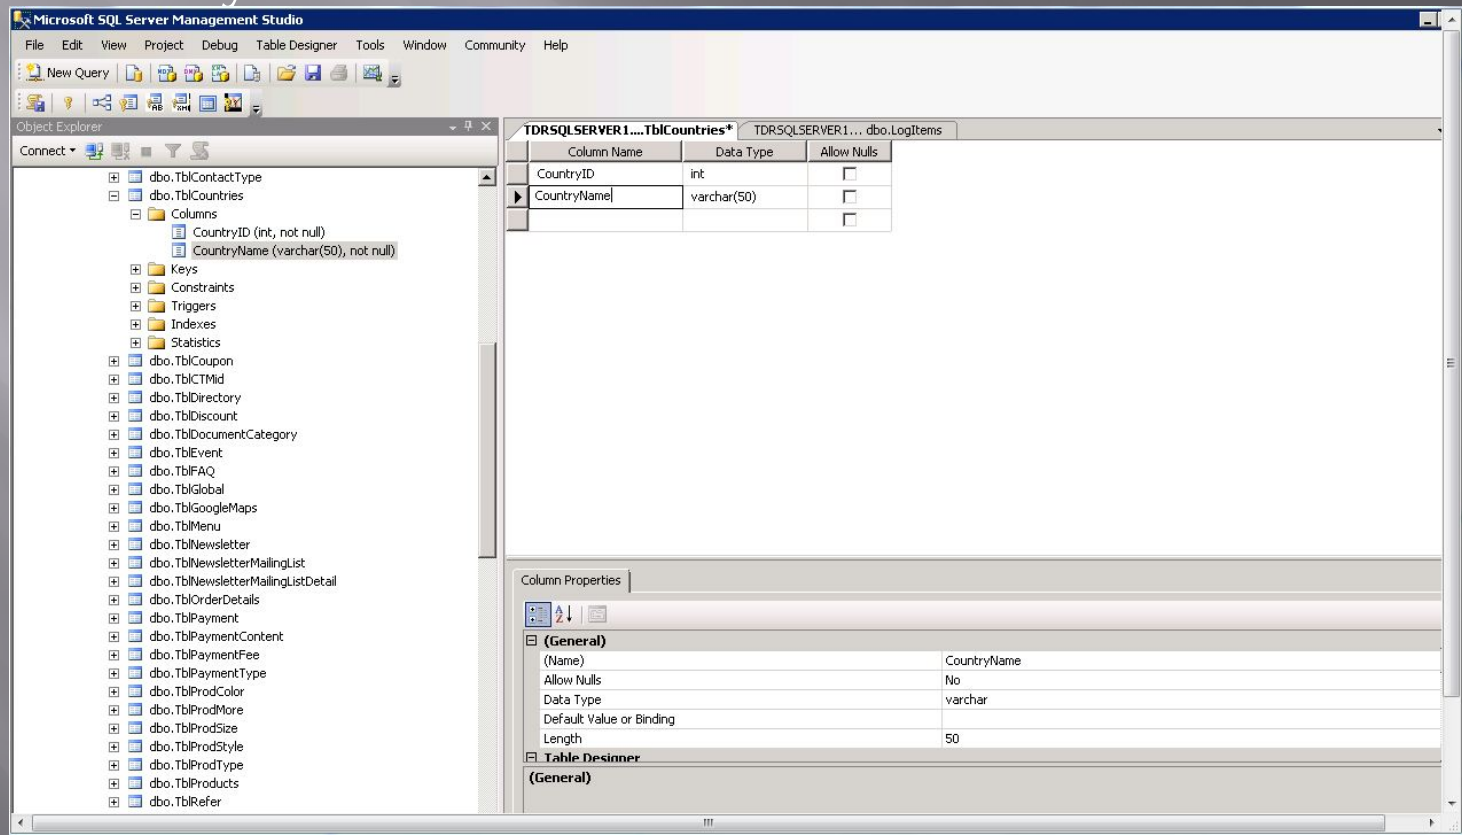 Microsoft SQL Server Management Studio
File Edit View Project Debug Table Designer Tools Window Community Help
New Query
Object Explorer
Connect
dbo.TblContactType
dbo.TblCountries
Columns
CountryID (int, not null)
CountryName (varchar(50), not null)
Keys
Constraints
Triggers
Indexes
Statistics
dbo.TblCoupon
dbo.TblCTMid
dbo.TblDirectory
dbo.TblDiscount
dbo.TblDocumentCategory
dbo.TblEvent
dbo.TblFAQ
dbo.TblGlobal
dbo.TblGoogleMaps
dbo.TblMenu
dbo.TblNewsletter
dbo.TblNewsletterMailingList
dbo.TblNewsletterMailingListDetail
dbo.TblOrderDetails
dbo.TblPayment
dbo.TblPaymentContent
dbo.TblPaymentFee
dbo.TblPaymentType
dbo.TblProdColor
dbo.TblProdMore
dbo.TblProdSize
dbo.TblProdStyle
dbo.TblProdType
dbo.TblProducts
dbo.TblRefer
TDRSQLSERVER1....TblCountries* TDRSQLSERVER1... dbo.LogItems
Column Name Data Type Allow Nulls
CountryID int
CountryName varchar(50)
Column Properties
(General)
(Name) CountryName
Allow Nulls No
Data Type varchar
Default Value or Binding
Length 50
Table Designer
(General)